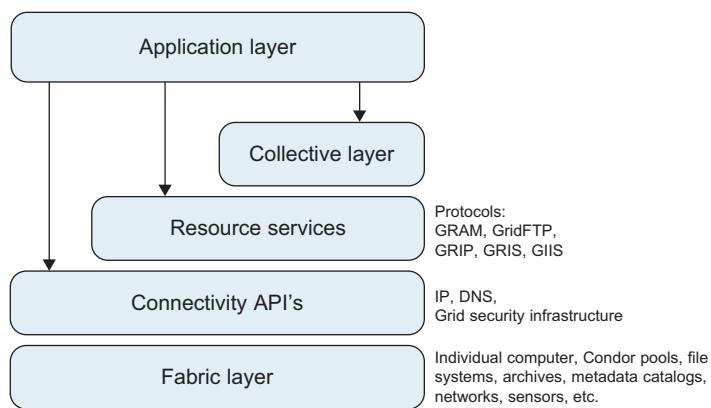 Application layer
Collective layer
Resource services
Protocols:
GRAM, GridFTP,
GRIP, GRIS, GIIS
Connectivity API's
IP, DNS,
Grid security infrastructure
Fabric layer
Individual computer, Condor pools, file
systems, archives, metadata catalogs,
networks, sensors, etc.